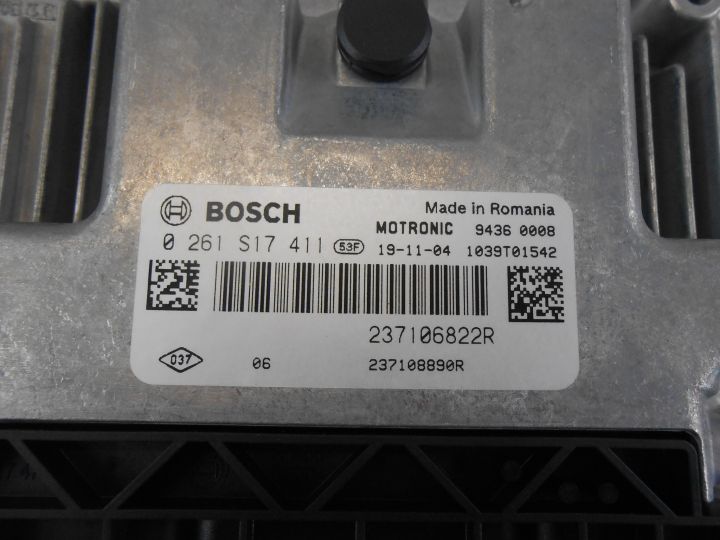 BOSCH Made in Romania
MOTRONIC 9436 0008
0 261 S17 411 53F 19-11-04 1039T01542
237106822R
037 06 237108890R